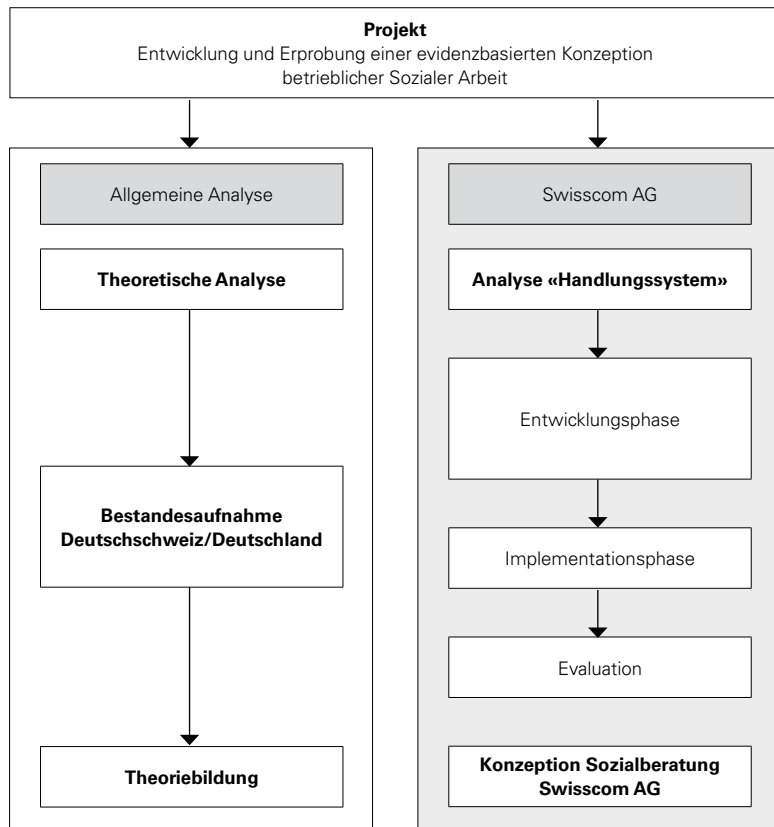 Projekt
Entwicklung und Erprobung einer evidenzbasierten Konzeption
betrieblicher Sozialer Arbeit
Allgemeine Analyse
Theoretische Analyse
Bestandesaufnahme
Deutschschweiz/Deutschland
Theoriebildung
Swisscom AG
Analyse «Handlungssystem»
Entwicklungsphase
Implementationsphase
Evaluation
Konzeption Sozialberatung
Swisscom AG